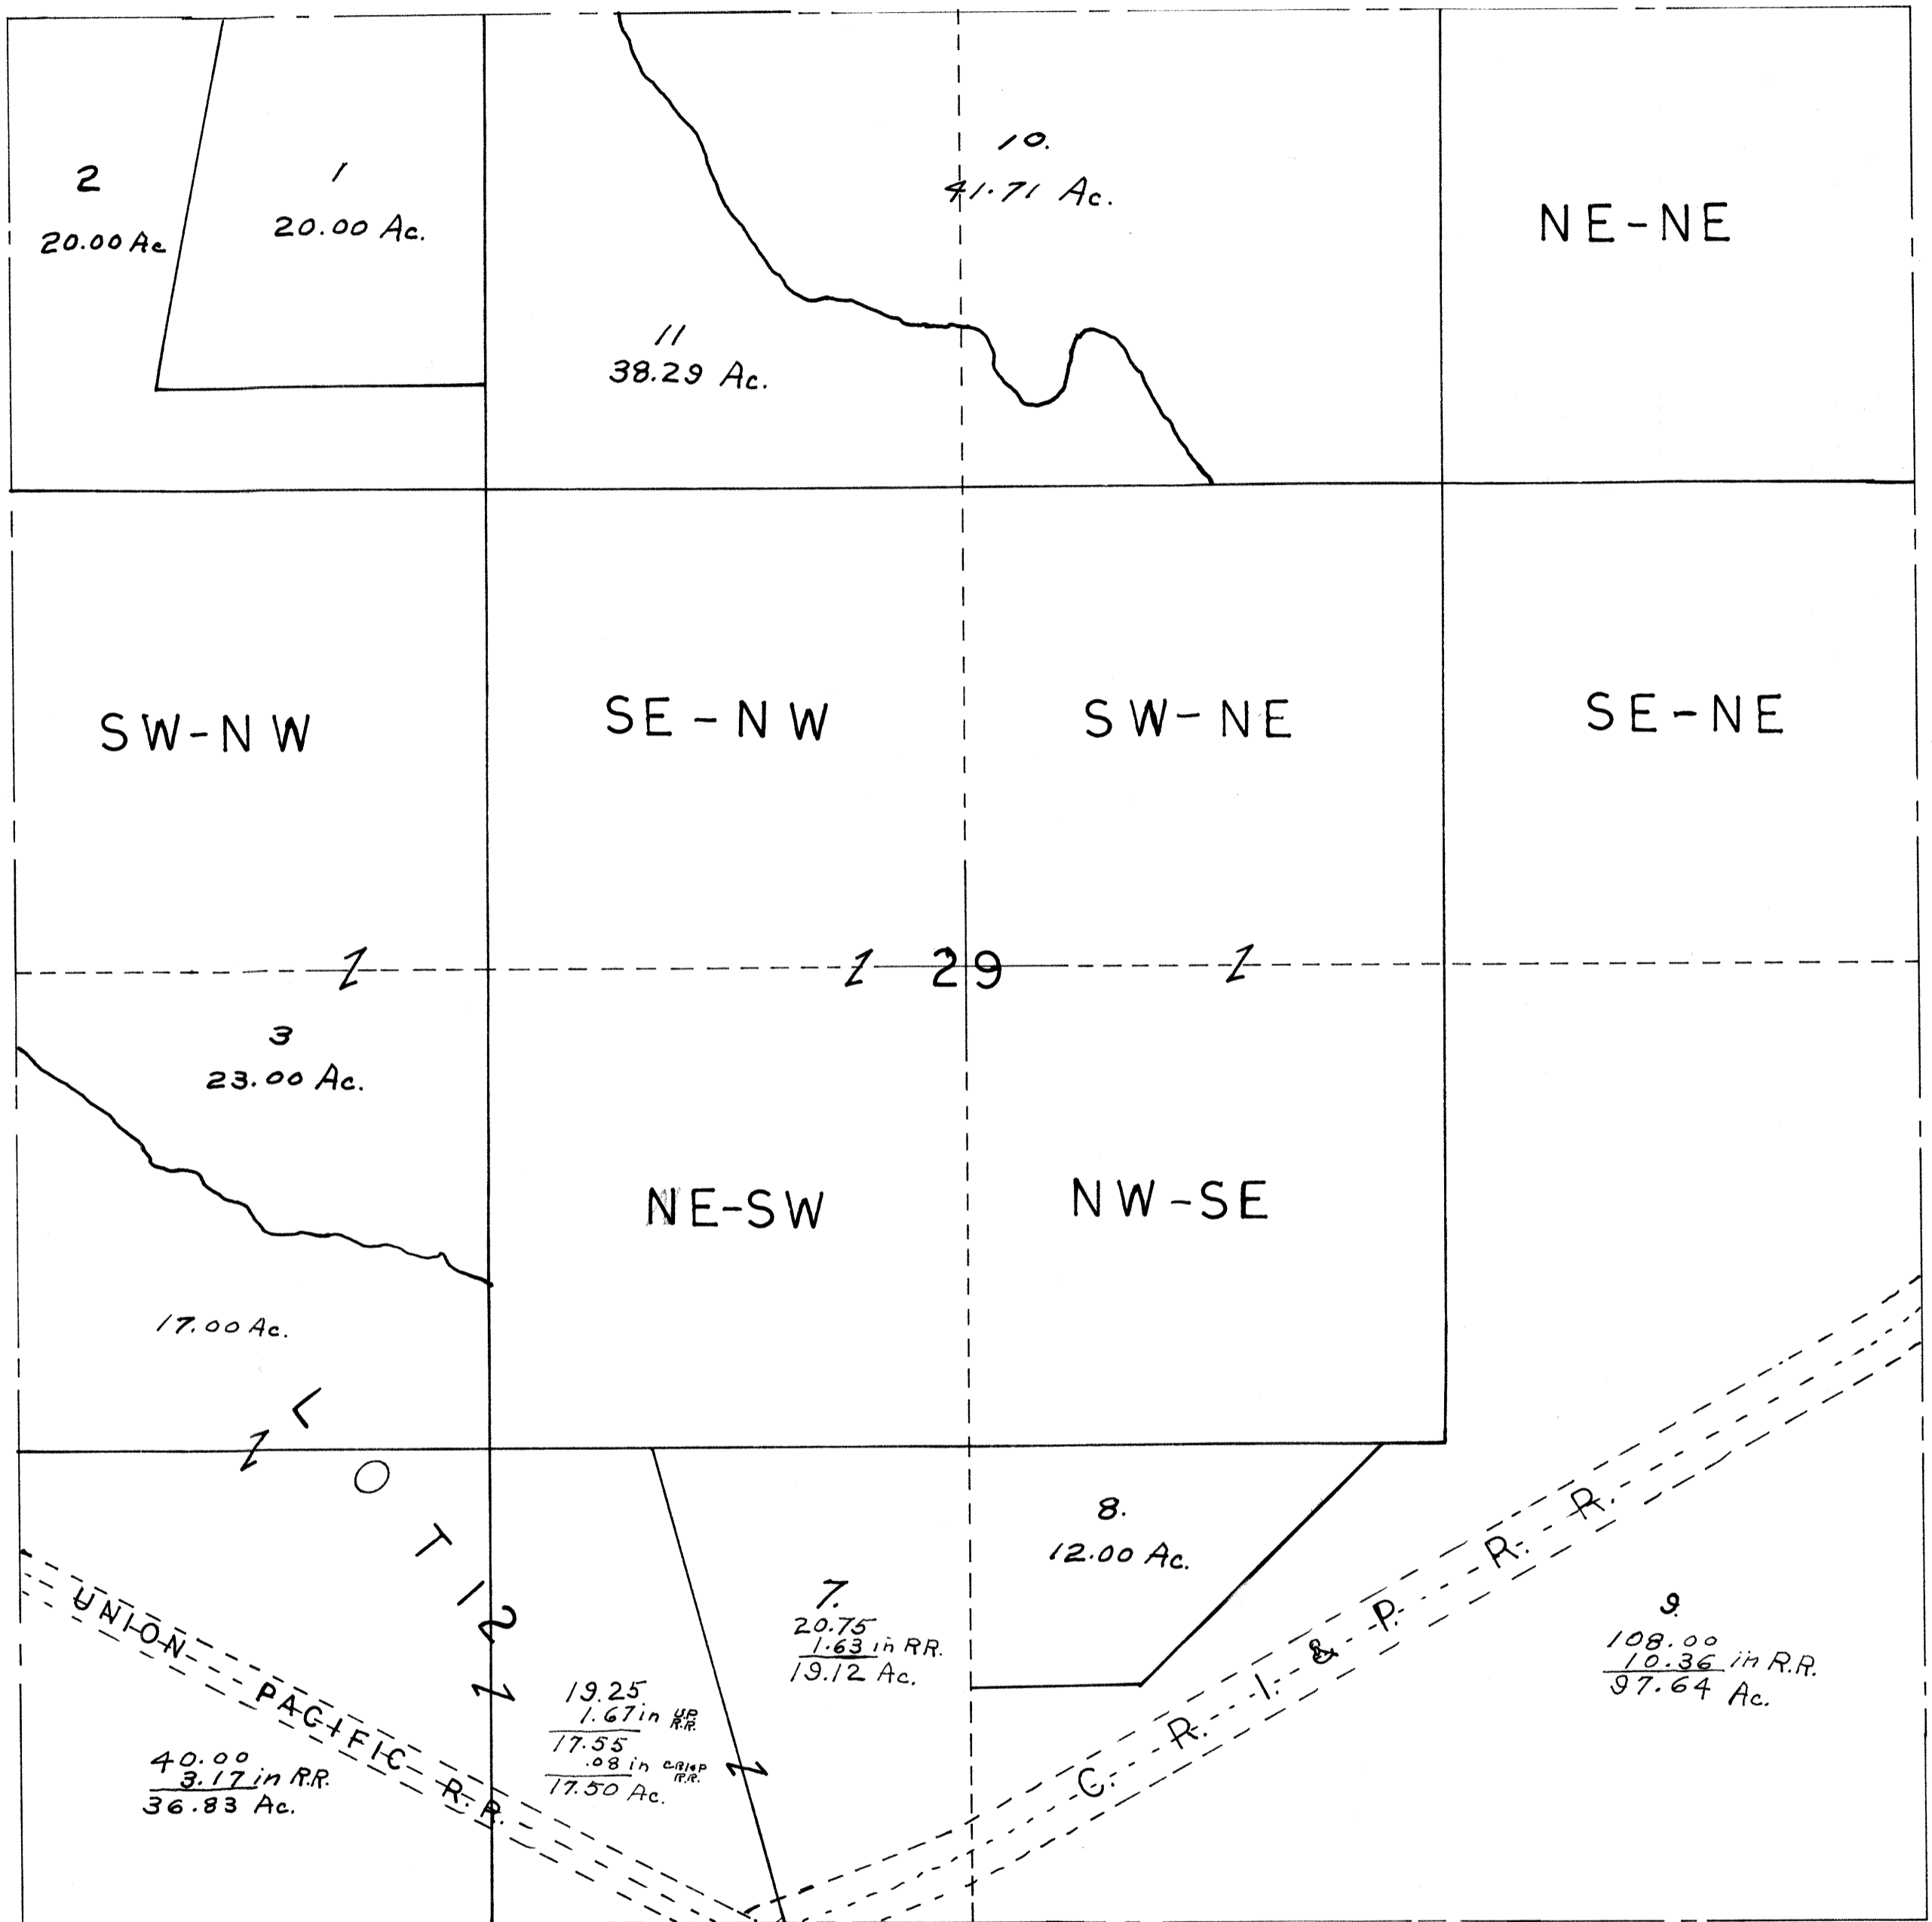 2
20.00 Ac
1
20.00 Ac.
10.
41.71 Ac.
11
38.29 Ac.
NE-NE
SW-NW
SE-NW
SW-NE
SE-NE
29
3
23.00 Ac.
NE-SW
NW-SE
17.00 Ac.
LOT 12
8.
12.00 Ac.
7.
20.75
1.63 in RR.
19.12 Ac.
9.
108.00
10.36 in R.R.
97.64 Ac.
19.25
1.67 in U.P. R.R.
17.55
.08 in CRI&P R.R.
17.50 Ac.
UNION PACIFIC R.R.
40.00
3.17 in R.R.
36.83 Ac.
C. R. I. & P. R. R.